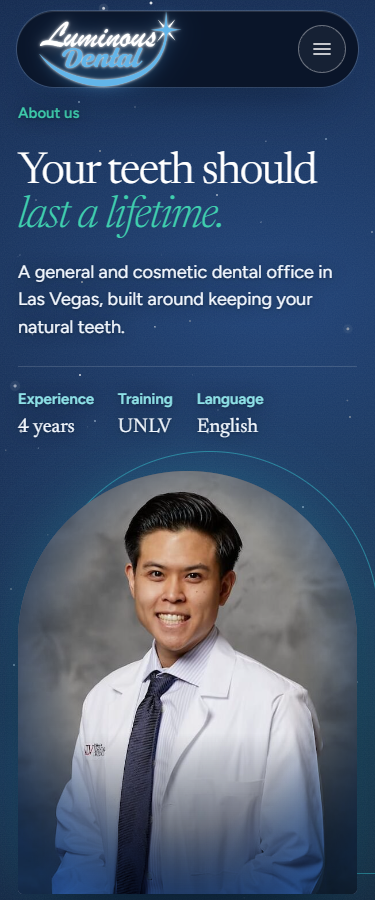 Luminous
Dental
About us
Your teeth should
last a lifetime.
A general and cosmetic dental office in
Las Vegas, built around keeping your
natural teeth.
Experience Training Language
4 years UNLV English